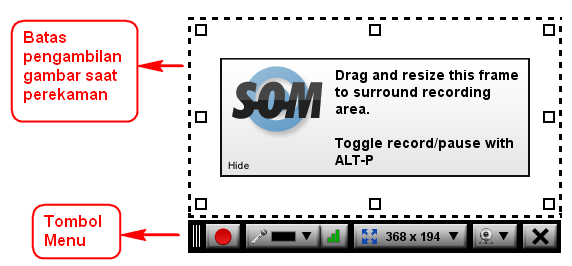 Batas
pengambilan
gambar saat
perekaman
SOM
Drag and resize this frame
to surround recording
area.
Toggle record/pause with
ALT-P
Hide
Tombol
Menu
368 x 194